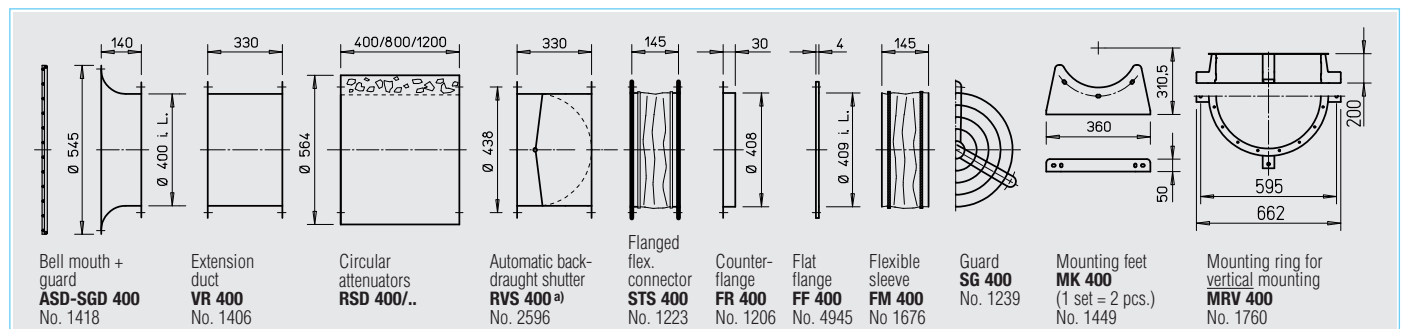 140
330
400/800/1200
330
145
30
4
145
310.5
200
Ø 545
Ø 400 i. L.
Ø 564
Ø 438
Ø 408
Ø 409 i. L.
360
50
595
662
Bell mouth +
guard
ASD-SGD 400
No. 1418
Extension
duct
VR 400
No. 1406
Circular
attenuators
RSD 400/..
Automatic back-
draught shutter
RVS 400 a)
No. 2596
Flanged
flex.
connector
STS 400
No. 1223
Counter-
flange
FR 400
No. 1206
Flat
flange
FF 400
No. 4945
Flexible
sleeve
FM 400
No 1676
Guard
SG 400
No. 1239
Mounting feet
MK 400
(1 set = 2 pcs.)
No. 1449
Mounting ring for
vertical mounting
MRV 400
No. 1760